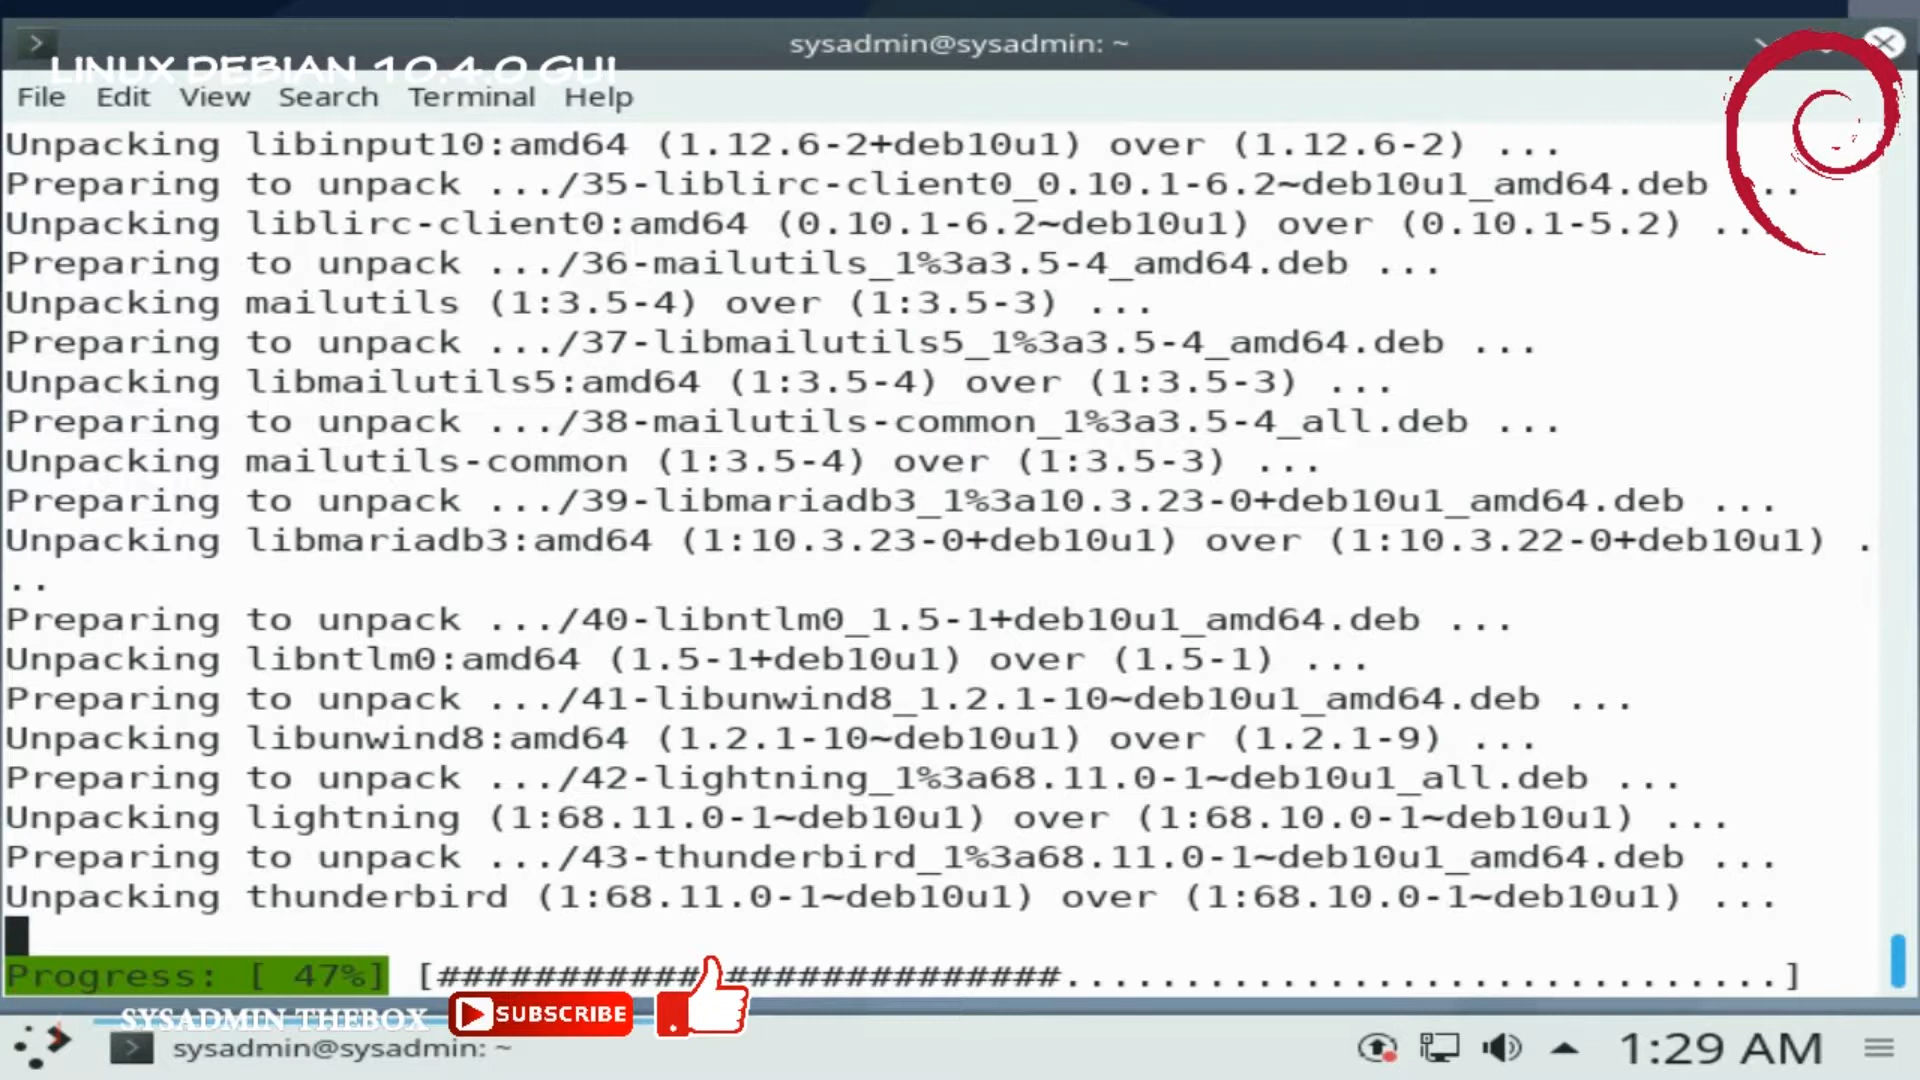 sysadmin@sysadmin: ~
LINUX DEBIAN 10.4.0 GUI
File Edit View Search Terminal Help
Unpacking libinput10:amd64 (1.12.6-2+deb10u1) over (1.12.6-2) ...
Preparing to unpack .../35-liblirc-client0_0.10.1-6.2~deb10u1_amd64.deb ...
Unpacking liblirc-client0:amd64 (0.10.1-6.2~deb10u1) over (0.10.1-5.2) ...
Preparing to unpack .../36-mailutils_1%3a3.5-4_amd64.deb ...
Unpacking mailutils (1:3.5-4) over (1:3.5-3) ...
Preparing to unpack .../37-libmailutils5_1%3a3.5-4_amd64.deb ...
Unpacking libmailutils5:amd64 (1:3.5-4) over (1:3.5-3) ...
Preparing to unpack .../38-mailutils-common_1%3a3.5-4_all.deb ...
Unpacking mailutils-common (1:3.5-4) over (1:3.5-3) ...
Preparing to unpack .../39-libmariadb3_1%3a10.3.23-0+deb10u1_amd64.deb ...
Unpacking libmariadb3:amd64 (1:10.3.23-0+deb10u1) over (1:10.3.22-0+deb10u1) .
..
Preparing to unpack .../40-libntlm0_1.5-1+deb10u1_amd64.deb ...
Unpacking libntlm0:amd64 (1.5-1+deb10u1) over (1.5-1) ...
Preparing to unpack .../41-libunwind8_1.2.1-10~deb10u1_amd64.deb ...
Unpacking libunwind8:amd64 (1.2.1-10~deb10u1) over (1.2.1-9) ...
Preparing to unpack .../42-lightning_1%3a68.11.0-1~deb10u1_all.deb ...
Unpacking lightning (1:68.11.0-1~deb10u1) over (1:68.10.0-1~deb10u1) ...
Preparing to unpack .../43-thunderbird_1%3a68.11.0-1~deb10u1_amd64.deb ...
Unpacking thunderbird (1:68.11.0-1~deb10u1) over (1:68.10.0-1~deb10u1) ...
Progress: [ 47%] [##########################..............................]
SYSADMIN THEBOX SUBSCRIBE
sysadmin@sysadmin: ~ 1:29 AM